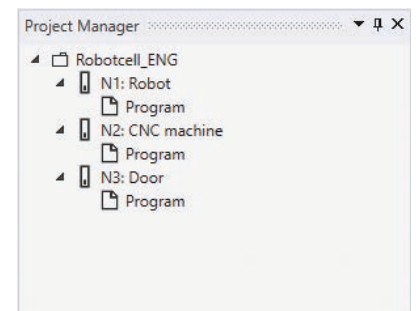 Project Manager
Robotcell_ENG
N1: Robot
Program
N2: CNC machine
Program
N3: Door
Program